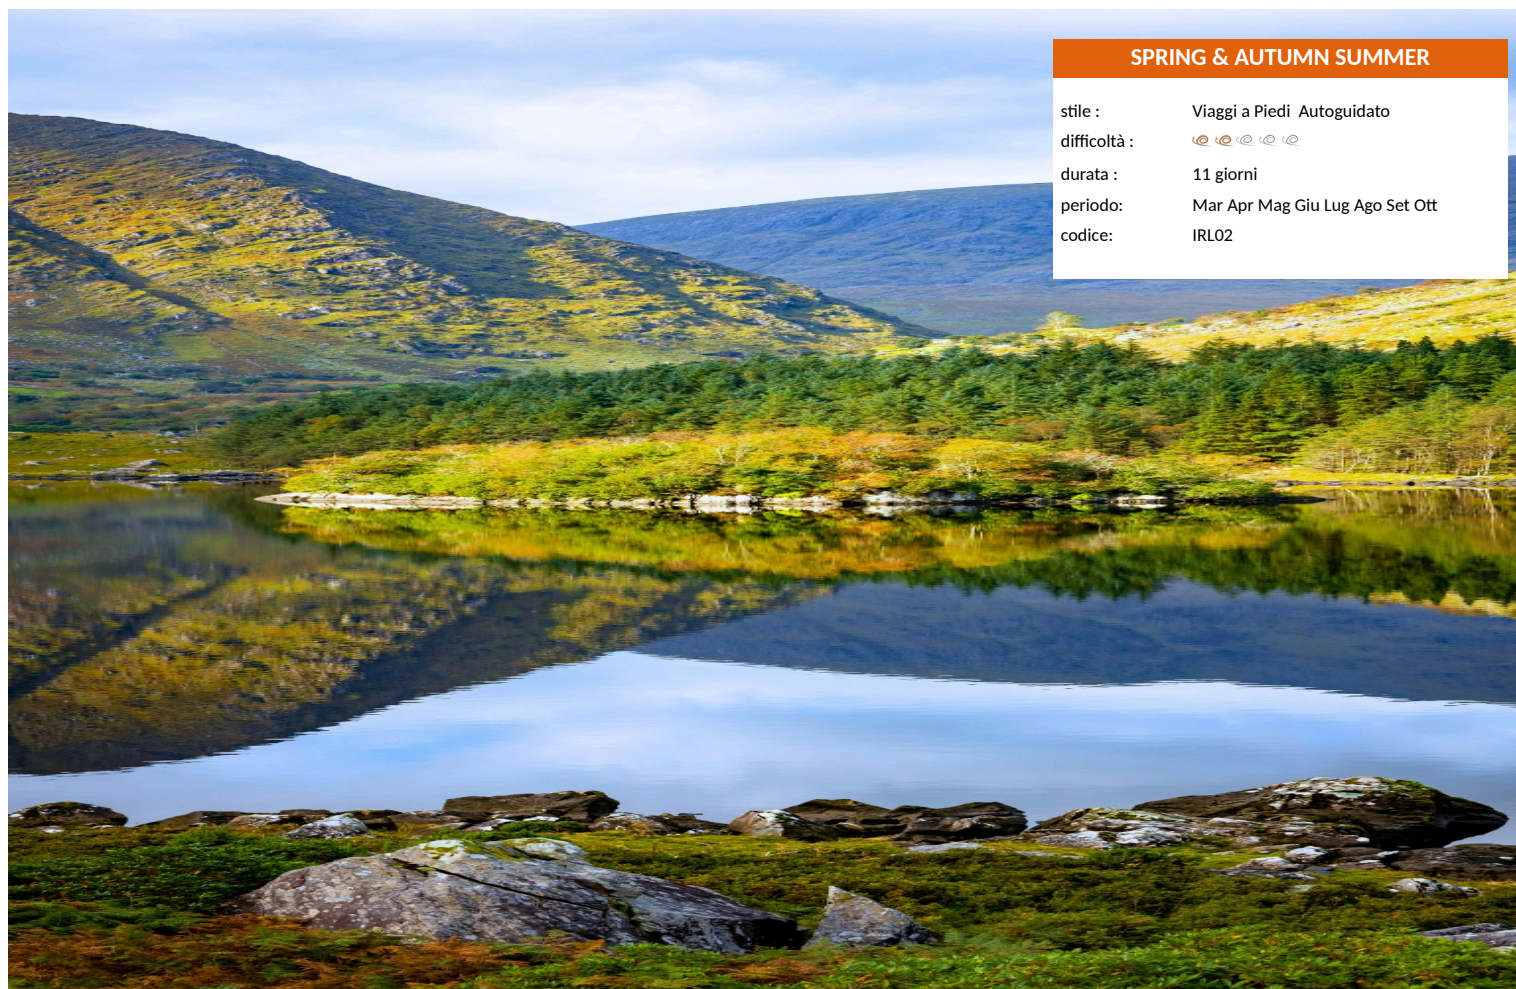 SPRING & AUTUMN SUMMER
stile : Viaggi a Piedi Autoguidato
difficoltà :
durata : 11 giorni
periodo: Mar Apr Mag Giu Lug Ago Set Ott
codice: IRL02